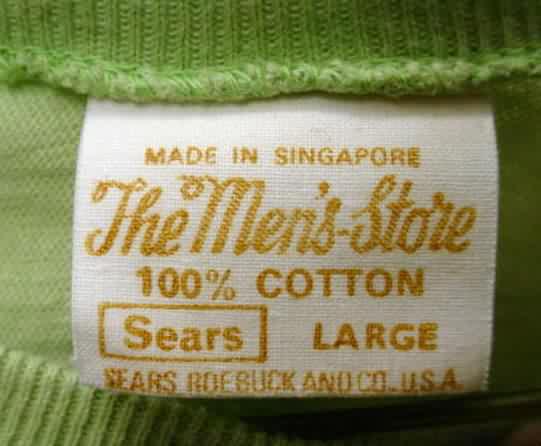 MADE IN SINGAPORE
The Men's-Store
100% COTTON
Sears LARGE
SEARS ROEBUCK AND CO. U.S.A.